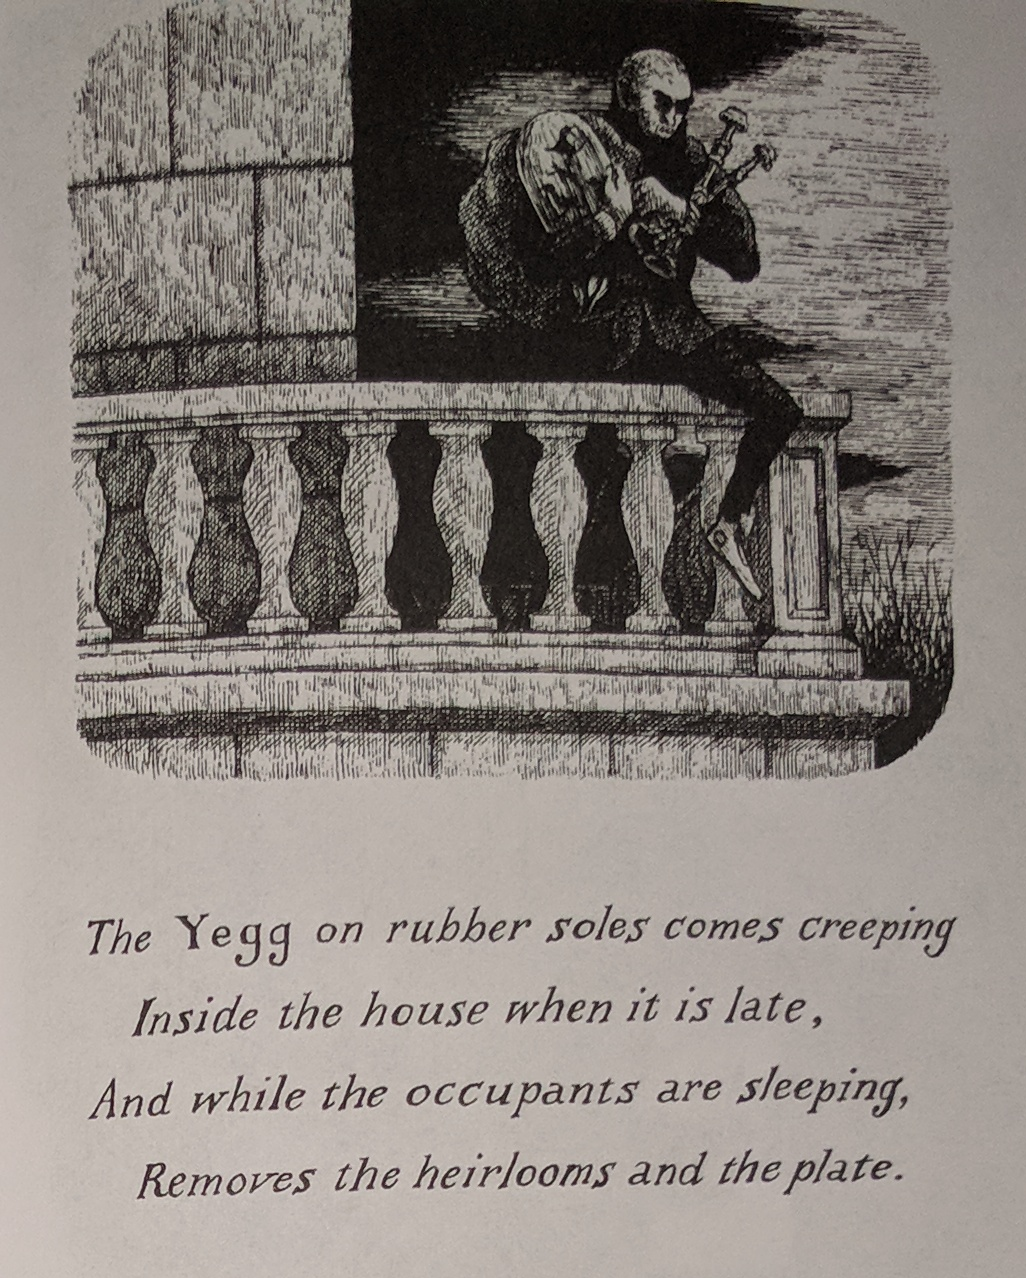 The Yegg on rubber soles comes creeping
Inside the house when it is late,
And while the occupants are sleeping,
Removes the heirlooms and the plate.